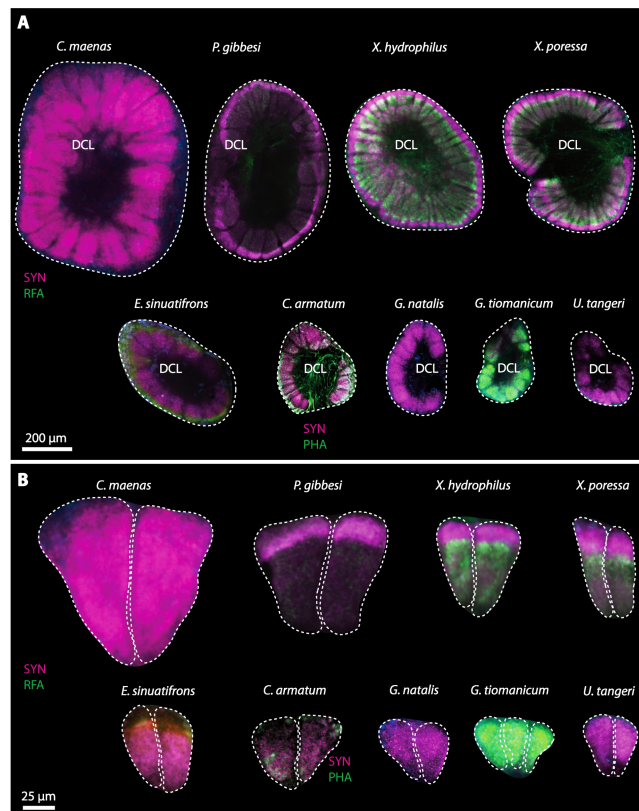 A
C. maenas P. gibbesi X. hydrophilus X. poressa
DCL DCL DCL DCL
SYN
RFA
E. sinuatifrons C. armatum G. natalis G. tiomanicum U. tangeri
DCL DCL DCL DCL DCL
SYN
PHA
200 µm
B
C. maenas P. gibbesi X. hydrophilus X. poressa
SYN
RFA
E. sinuatifrons C. armatum G. natalis G. tiomanicum U. tangeri
SYN
PHA
25 µm